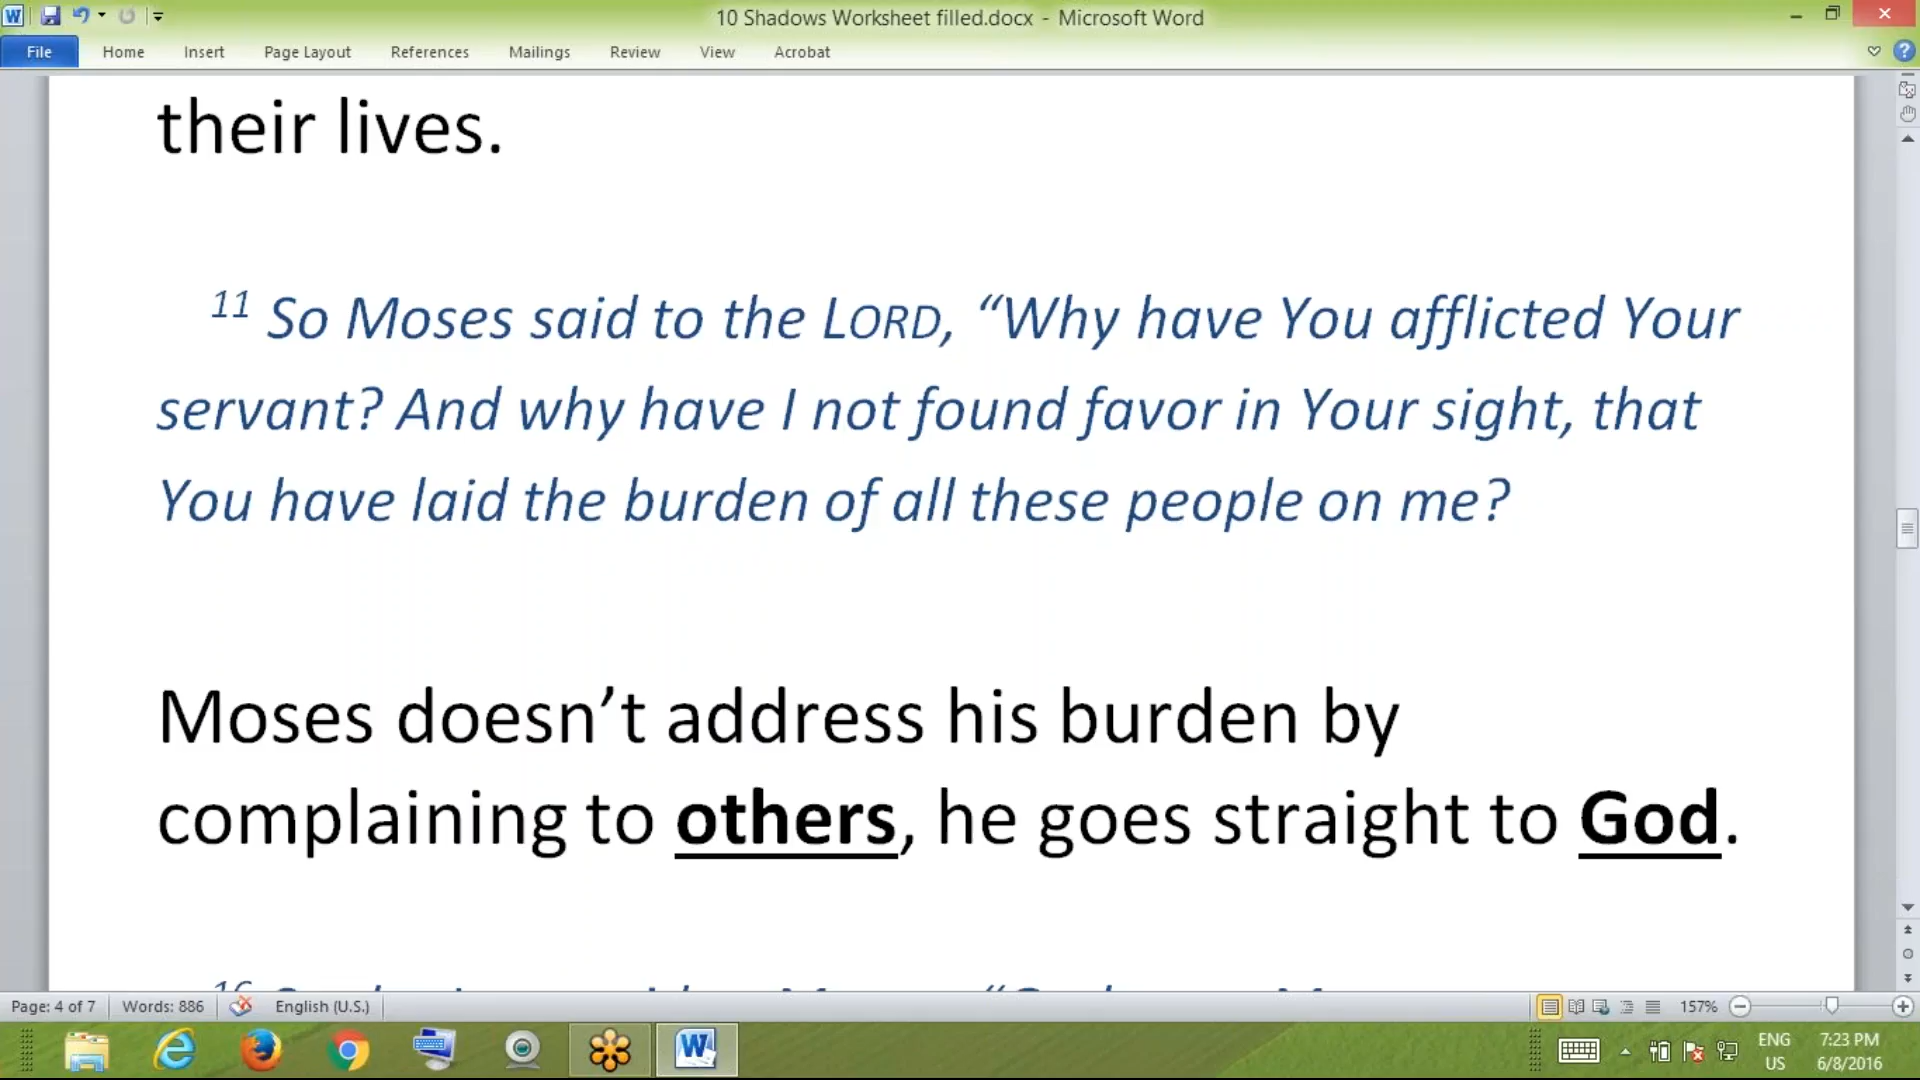 10 Shadows Worksheet filled.docx - Microsoft Word
File Home Insert Page Layout References Mailings Review View Acrobat
their lives.
11 So Moses said to the LORD, “Why have You afflicted Your
servant? And why have I not found favor in Your sight, that
You have laid the burden of all these people on me?
Moses doesn’t address his burden by
complaining to others, he goes straight to God.
Page: 4 of 7 Words: 886 English (U.S.) 157%
ENG 7:23 PM
US 6/8/2016